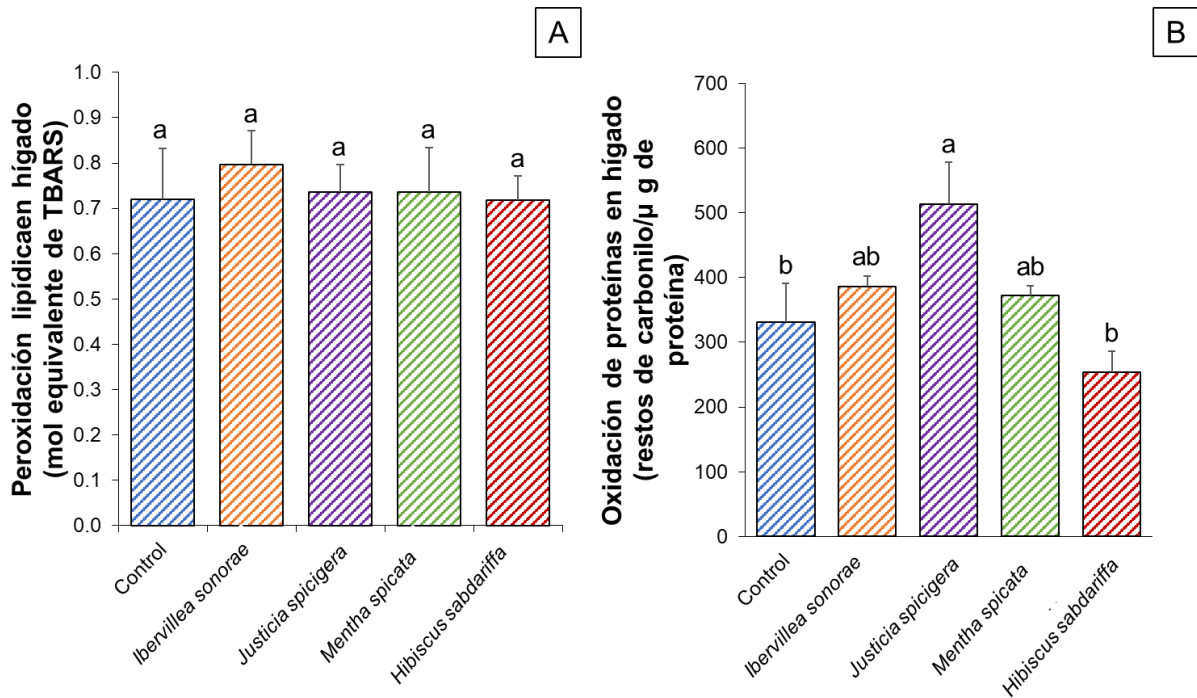 A
Peroxidación lipídicaen hígado
(mol equivalente de TBARS)
1.0
0.9
0.8
0.7
0.6
0.5
0.4
0.3
0.2
0.1
0.0
a
a
a
a
a
Control
Ibervillea sonorae
Justicia spicigera
Mentha spicata
Hibiscus sabdariffa
B
Oxidación de proteínas en hígado
(restos de carbonilo/µ g de
proteína)
700
600
500
400
300
200
100
0
b
ab
a
ab
b
Control
Ibervillea sonorae
Justicia spicigera
Mentha spicata
Hibiscus sabdariffa